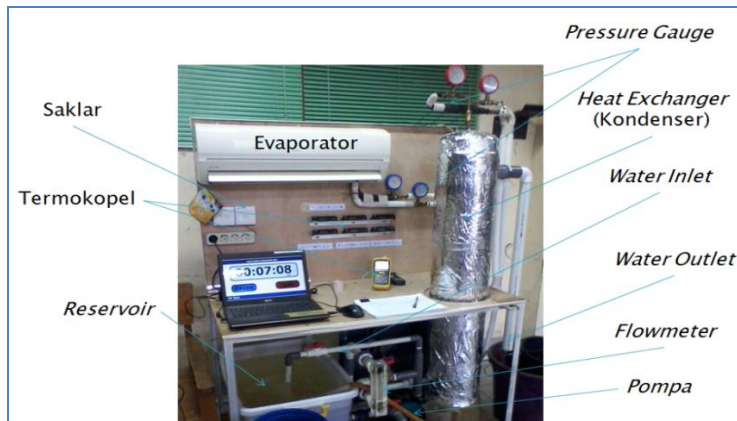 Pressure Gauge
Saklar
Heat Exchanger
(Kondenser)
Evaporator
Water Inlet
Termokopel
Water Outlet
00:07:08
Reservoir
Flowmeter
Pompa